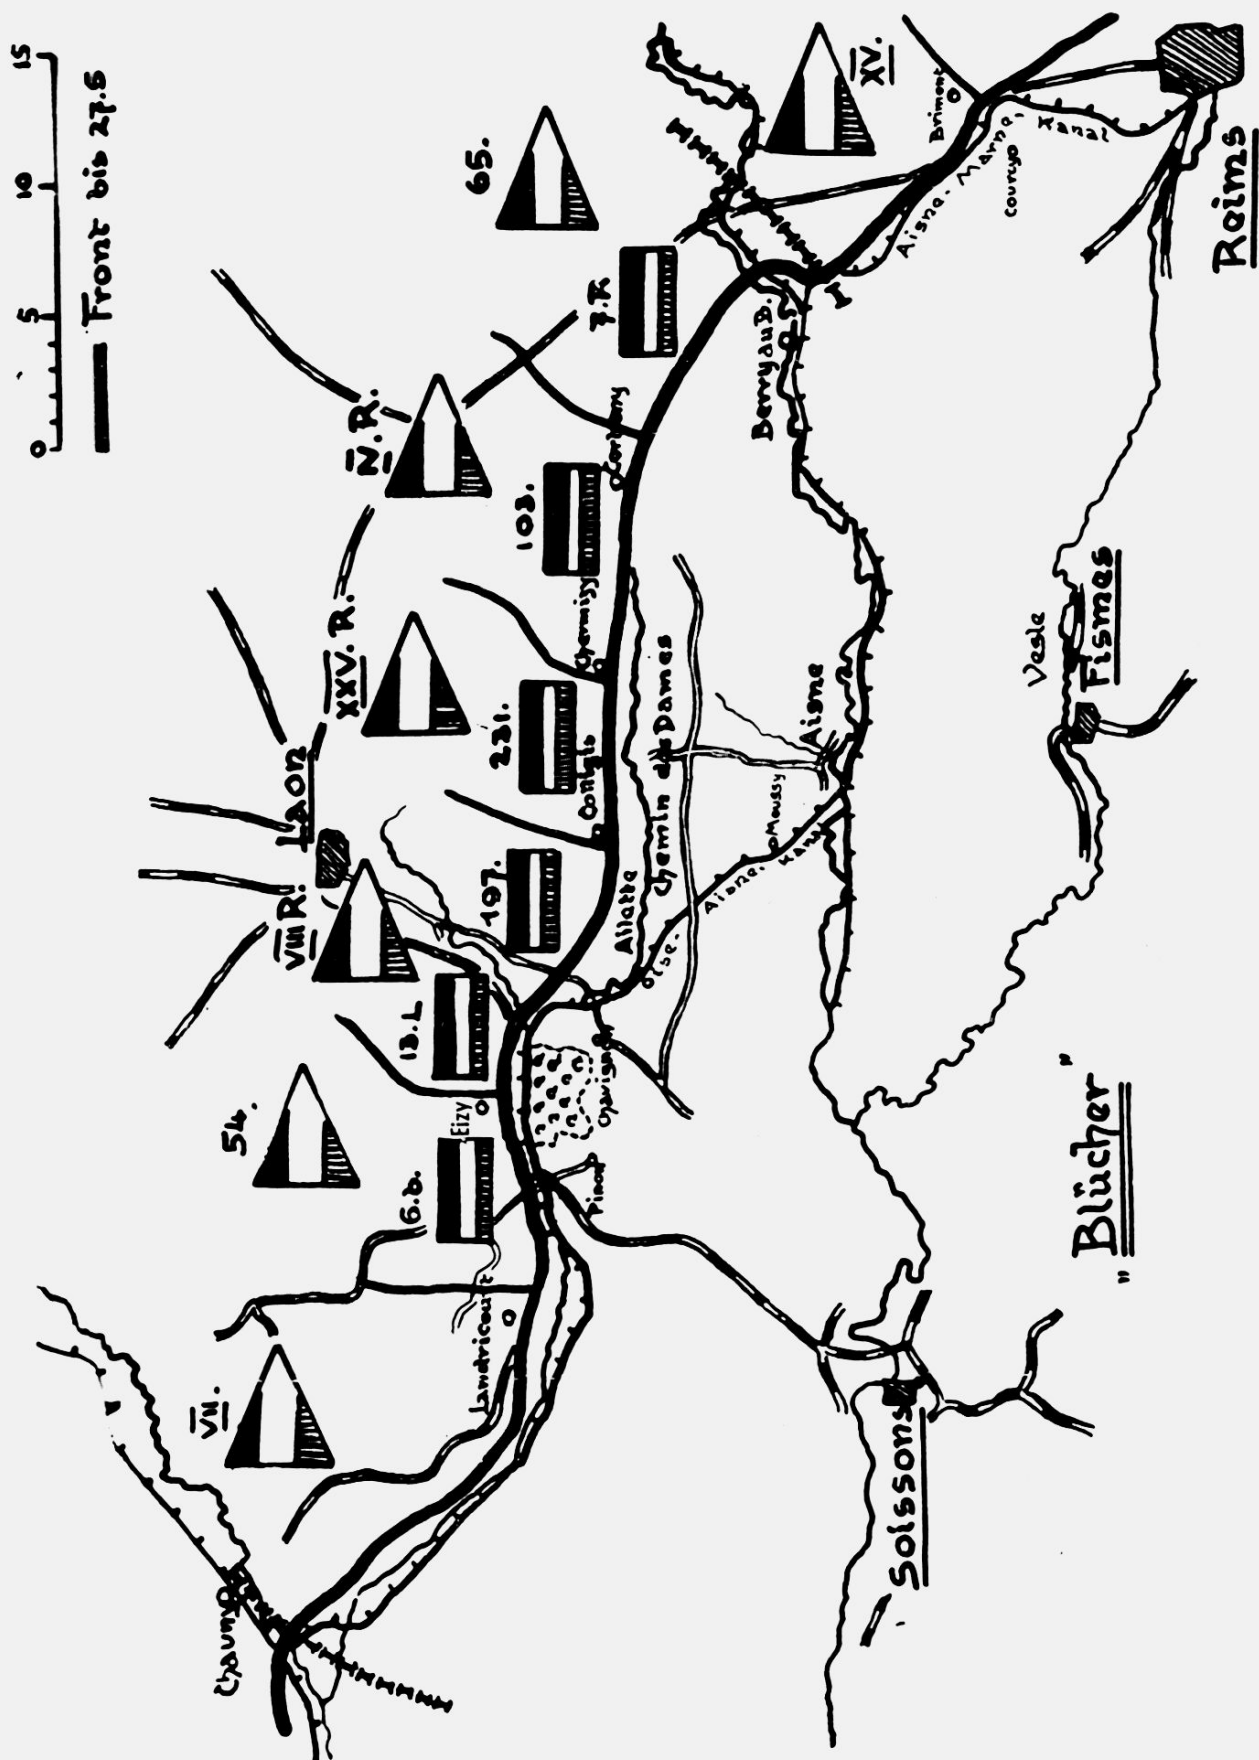 0 5 10 15
Front bis 27.5
Chauny
VII.
54.
VIII R.
Laon
XXV. R.
IV. R.
65.
XV.
Landricourt
6.b.
Eizy
13.L
197.
Conigis
231.
Chermizy
103.
Corbeny
7.R
Pinon
Chavignon
Oise-
Aisne-
Kanal
Ailette
Chemin des Dames
Moussy
Aisne
Berry au B.
Aisne-Marne
Kanal
Brimont
Courcy
Reims
Soissons
Vesle
Fismes
"Blücher"